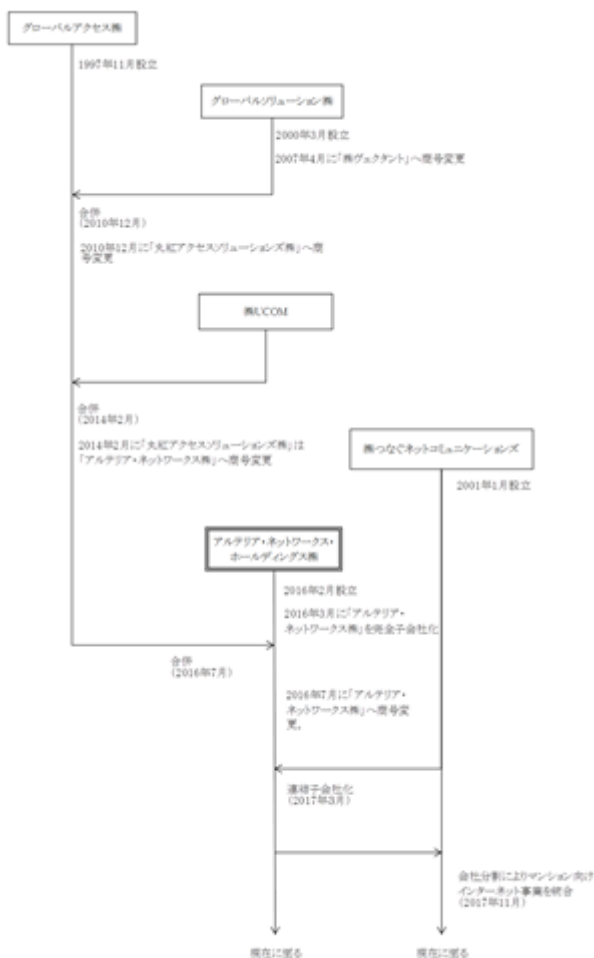 グローバルアクセス㈱
1997年11月設立
グローバルソリューション㈱
2000年3月設立
2007年4月に「㈱ヴェクタント」へ商号変更
合併
(2010年12月)
2010年12月に「丸紅アクセスソリューションズ㈱」へ商
号変更
㈱UCOM
合併
(2014年2月)
2014年2月に「丸紅アクセスソリューションズ㈱」は
「アルテリア・ネットワークス㈱」へ商号変更
㈱つなぐネットコミュニケーションズ
2001年1月設立
アルテリア・ネットワークス・
ホールディングス㈱
2016年2月設立
2016年3月に「アルテリア・
ネットワークス㈱」を完全子会社化
合併
(2016年7月)
2016年7月に「アルテリア・
ネットワークス㈱」へ商号変
更。
連結子会社化
(2017年3月)
会社分割によりマンション向け
インターネット事業を統合
(2017年11月)
現在に至る
現在に至る